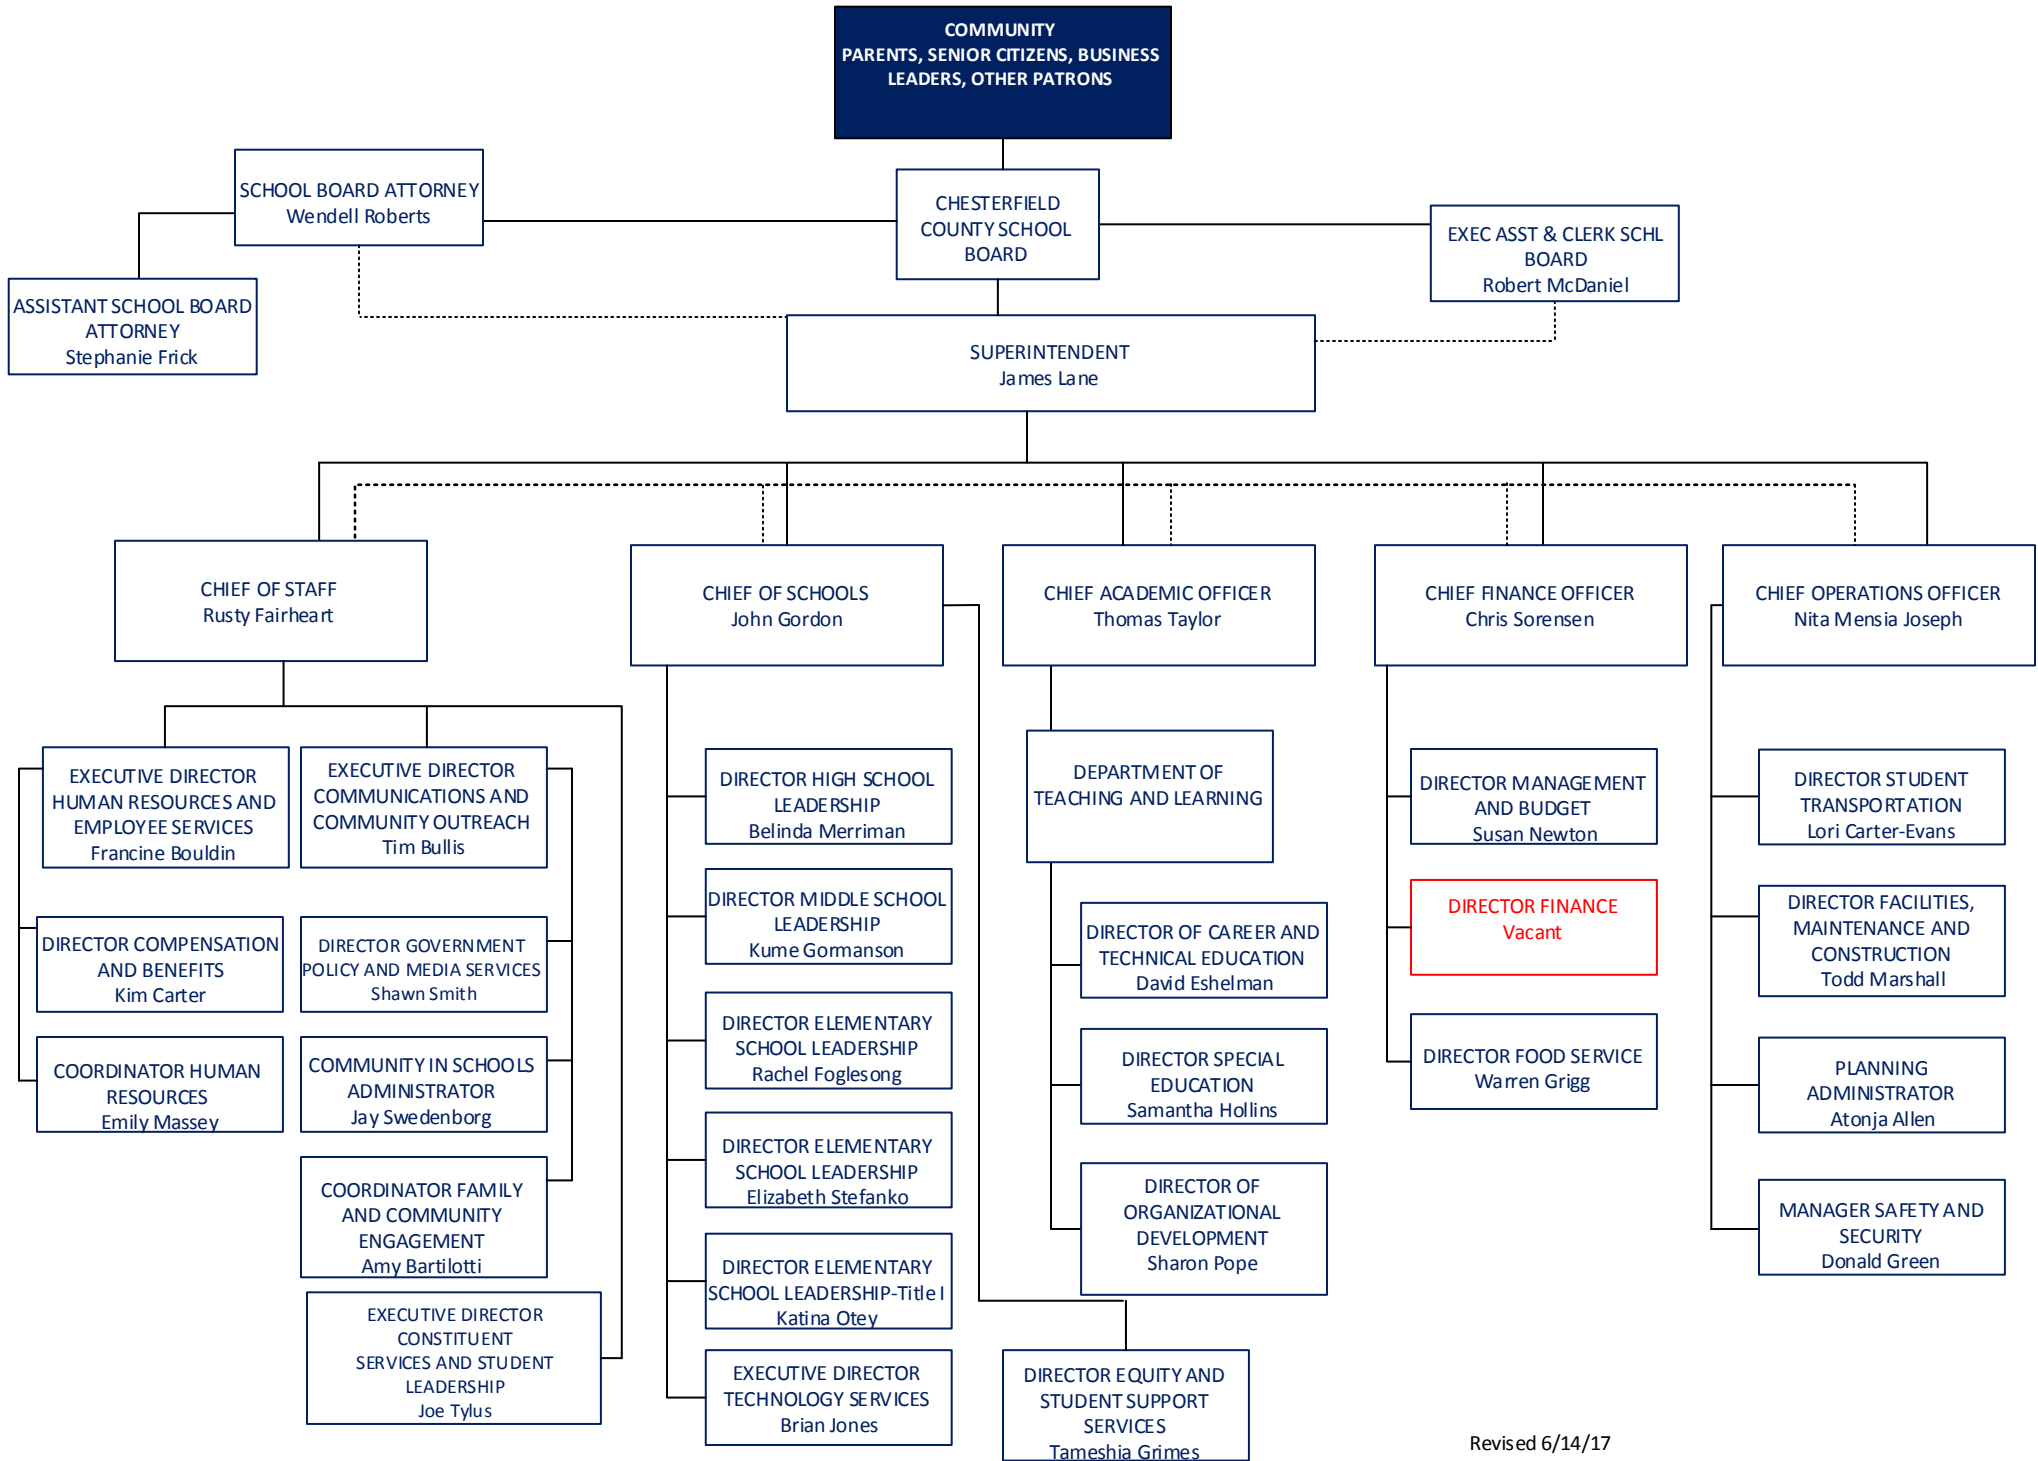 COMMUNITY
PARENTS, SENIOR CITIZENS, BUSINESS
LEADERS, OTHER PATRONS
SCHOOL BOARD ATTORNEY
Wendell Roberts
CHESTERFIELD
COUNTY SCHOOL
BOARD
EXEC ASST & CLERK SCHL
BOARD
Robert McDaniel
ASSISTANT SCHOOL BOARD
ATTORNEY
Stephanie Frick
SUPERINTENDENT
James Lane
CHIEF OF STAFF
Rusty Fairheart
CHIEF OF SCHOOLS
John Gordon
CHIEF ACADEMIC OFFICER
Thomas Taylor
CHIEF FINANCE OFFICER
Chris Sorensen
CHIEF OPERATIONS OFFICER
Nita Mensia Joseph
EXECUTIVE DIRECTOR
HUMAN RESOURCES AND
EMPLOYEE SERVICES
Francine Bouldin
DIRECTOR COMPENSATION
AND BENEFITS
Kim Carter
COORDINATOR HUMAN
RESOURCES
Emily Massey
EXECUTIVE DIRECTOR
COMMUNICATIONS AND
COMMUNITY OUTREACH
Tim Bullis
DIRECTOR GOVERNMENT
POLICY AND MEDIA SERVICES
Shawn Smith
COMMUNITY IN SCHOOLS
ADMINISTRATOR
Jay Swedenborg
COORDINATOR FAMILY
AND COMMUNITY
ENGAGEMENT
Amy Bartilotti
EXECUTIVE DIRECTOR
CONSTITUENT
SERVICES AND STUDENT
LEADERSHIP
Joe Tylus
DIRECTOR HIGH SCHOOL
LEADERSHIP
Belinda Merriman
DIRECTOR MIDDLE SCHOOL
LEADERSHIP
Kume Gormanson
DIRECTOR ELEMENTARY
SCHOOL LEADERSHIP
Rachel Foglesong
DIRECTOR ELEMENTARY
SCHOOL LEADERSHIP
Elizabeth Stefanko
DIRECTOR ELEMENTARY
SCHOOL LEADERSHIP-Title I
Katina Otey
EXECUTIVE DIRECTOR
TECHNOLOGY SERVICES
Brian Jones
DEPARTMENT OF
TEACHING AND LEARNING
DIRECTOR OF CAREER AND
TECHNICAL EDUCATION
David Eshelman
DIRECTOR SPECIAL
EDUCATION
Samantha Hollins
DIRECTOR OF
ORGANIZATIONAL
DEVELOPMENT
Sharon Pope
DIRECTOR EQUITY AND
STUDENT SUPPORT
SERVICES
Tameshia Grimes
DIRECTOR MANAGEMENT
AND BUDGET
Susan Newton
DIRECTOR FINANCE
Vacant
DIRECTOR FOOD SERVICE
Warren Grigg
DIRECTOR STUDENT
TRANSPORTATION
Lori Carter-Evans
DIRECTOR FACILITIES,
MAINTENANCE AND
CONSTRUCTION
Todd Marshall
PLANNING
ADMINISTRATOR
Atonja Allen
MANAGER SAFETY AND
SECURITY
Donald Green
Revised 6/14/17